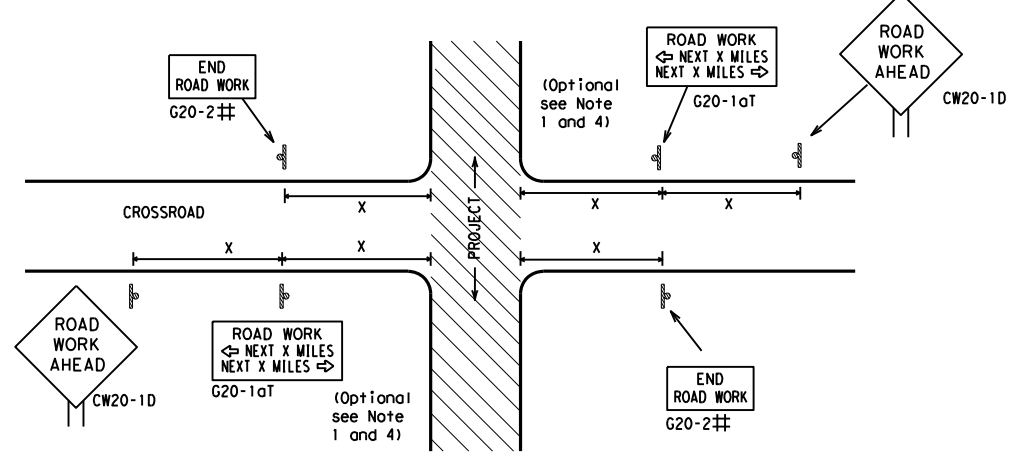 ROAD
WORK
AHEAD
CW20-1D
ROAD WORK
⇦ NEXT X MILES
NEXT X MILES ⇨
G20-1aT
(Optional
see Note
1 and 4)
END
ROAD WORK
G20-2#
X
X
X
CROSSROAD
PROJECT
X
X
X
ROAD
WORK
AHEAD
CW20-1D
ROAD WORK
⇦ NEXT X MILES
NEXT X MILES ⇨
G20-1aT
(Optional
see Note
1 and 4)
END
ROAD WORK
G20-2#